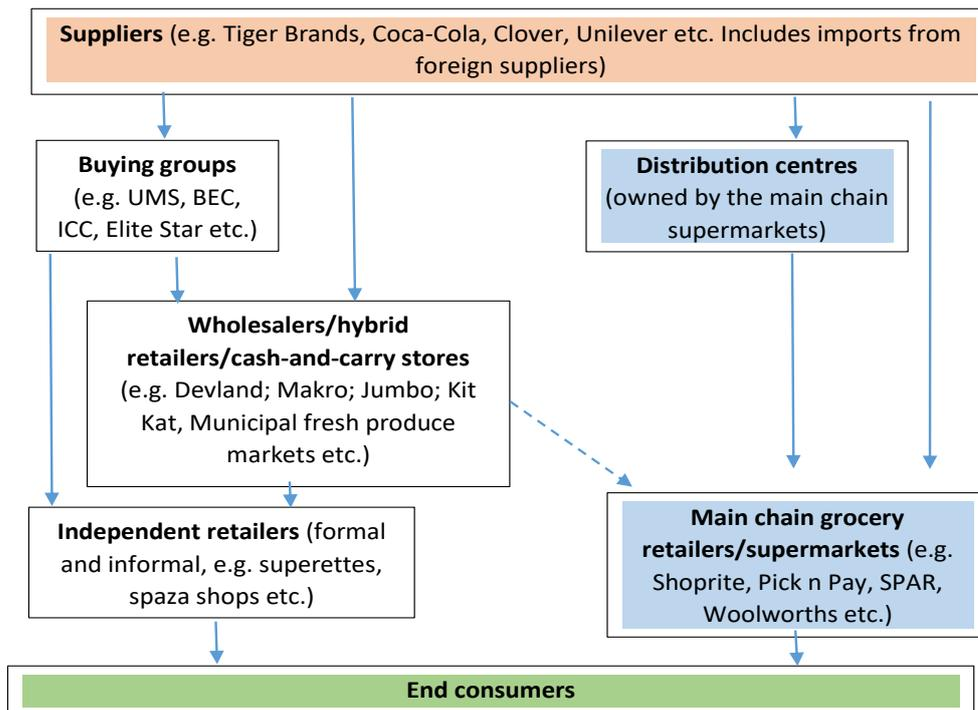 Suppliers (e.g. Tiger Brands, Coca-Cola, Clover, Unilever etc. Includes imports from
foreign suppliers)
Buying groups
(e.g. UMS, BEC,
ICC, Elite Star etc.)
Distribution centres
(owned by the main chain
supermarkets)
Wholesalers/hybrid
retailers/cash-and-carry stores
(e.g. Devland; Makro; Jumbo; Kit
Kat, Municipal fresh produce
markets etc.)
Independent retailers (formal
and informal, e.g. superettes,
spaza shops etc.)
Main chain grocery
retailers/supermarkets (e.g.
Shoprite, Pick n Pay, SPAR,
Woolworths etc.)
End consumers